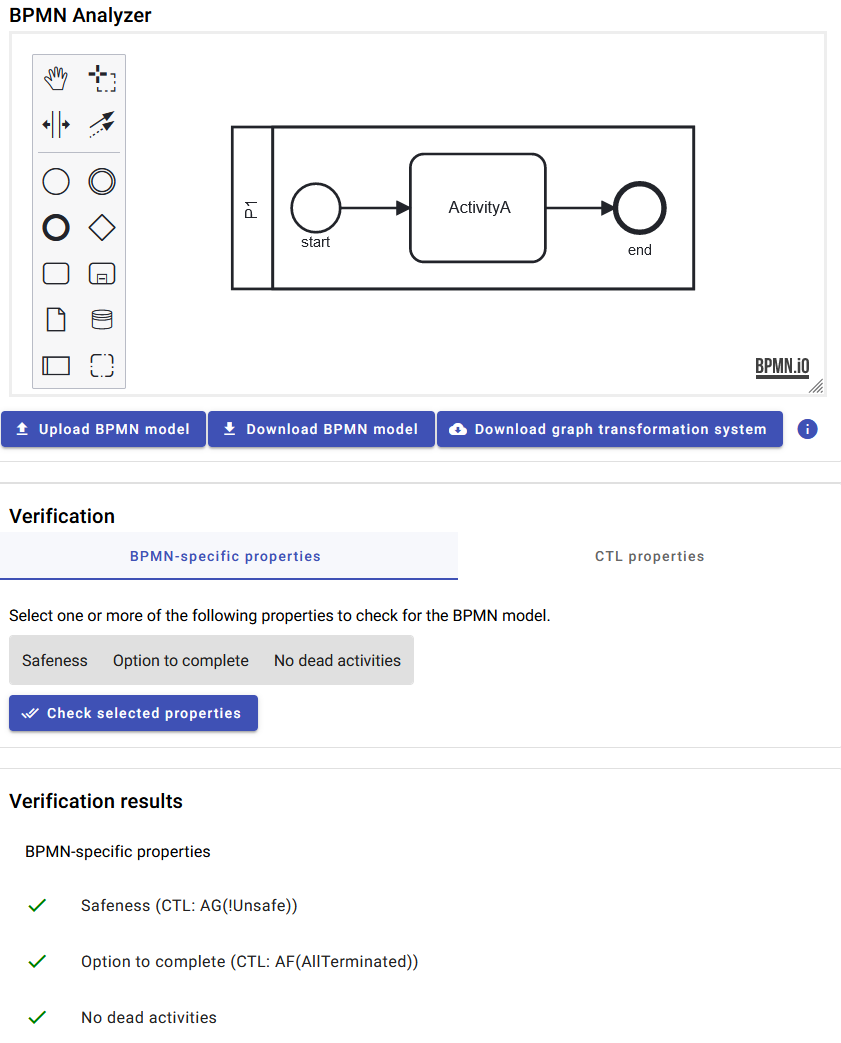 BPMN Analyzer
P1
start
ActivityA
end
BPMN.iO
Upload BPMN model
Download BPMN model
Download graph transformation system
i
Verification
BPMN-specific properties
CTL properties
Select one or more of the following properties to check for the BPMN model.
Safeness Option to complete No dead activities
Check selected properties
Verification results
BPMN-specific properties
Safeness (CTL: AG(!Unsafe))
Option to complete (CTL: AF(AllTerminated))
No dead activities